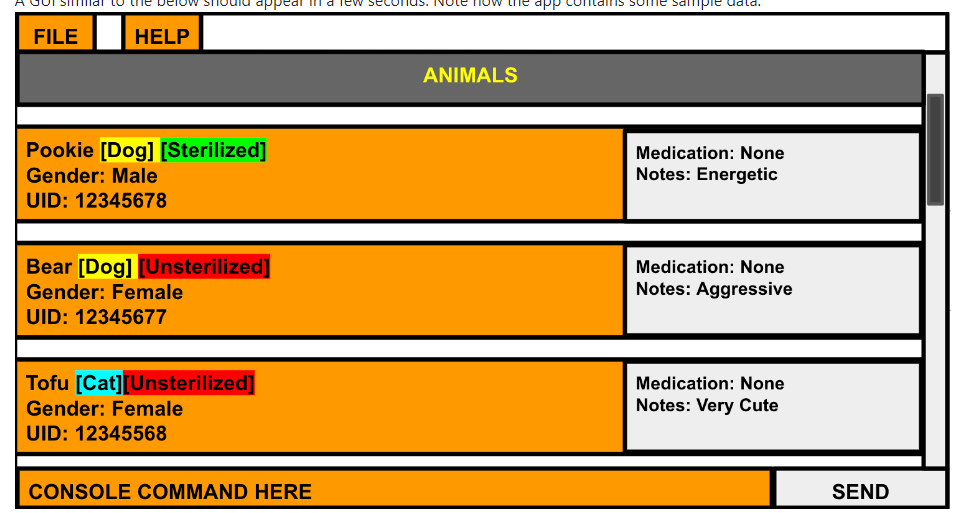 A GUI similar to the below should appear in a few seconds. Note how the app contains some sample data.
FILE HELP
ANIMALS
Pookie [Dog] [Sterilized]
Gender: Male
UID: 12345678
Medication: None
Notes: Energetic
Bear [Dog] [Unsterilized]
Gender: Female
UID: 12345677
Medication: None
Notes: Aggressive
Tofu [Cat][Unsterilized]
Gender: Female
UID: 12345568
Medication: None
Notes: Very Cute
CONSOLE COMMAND HERE SEND